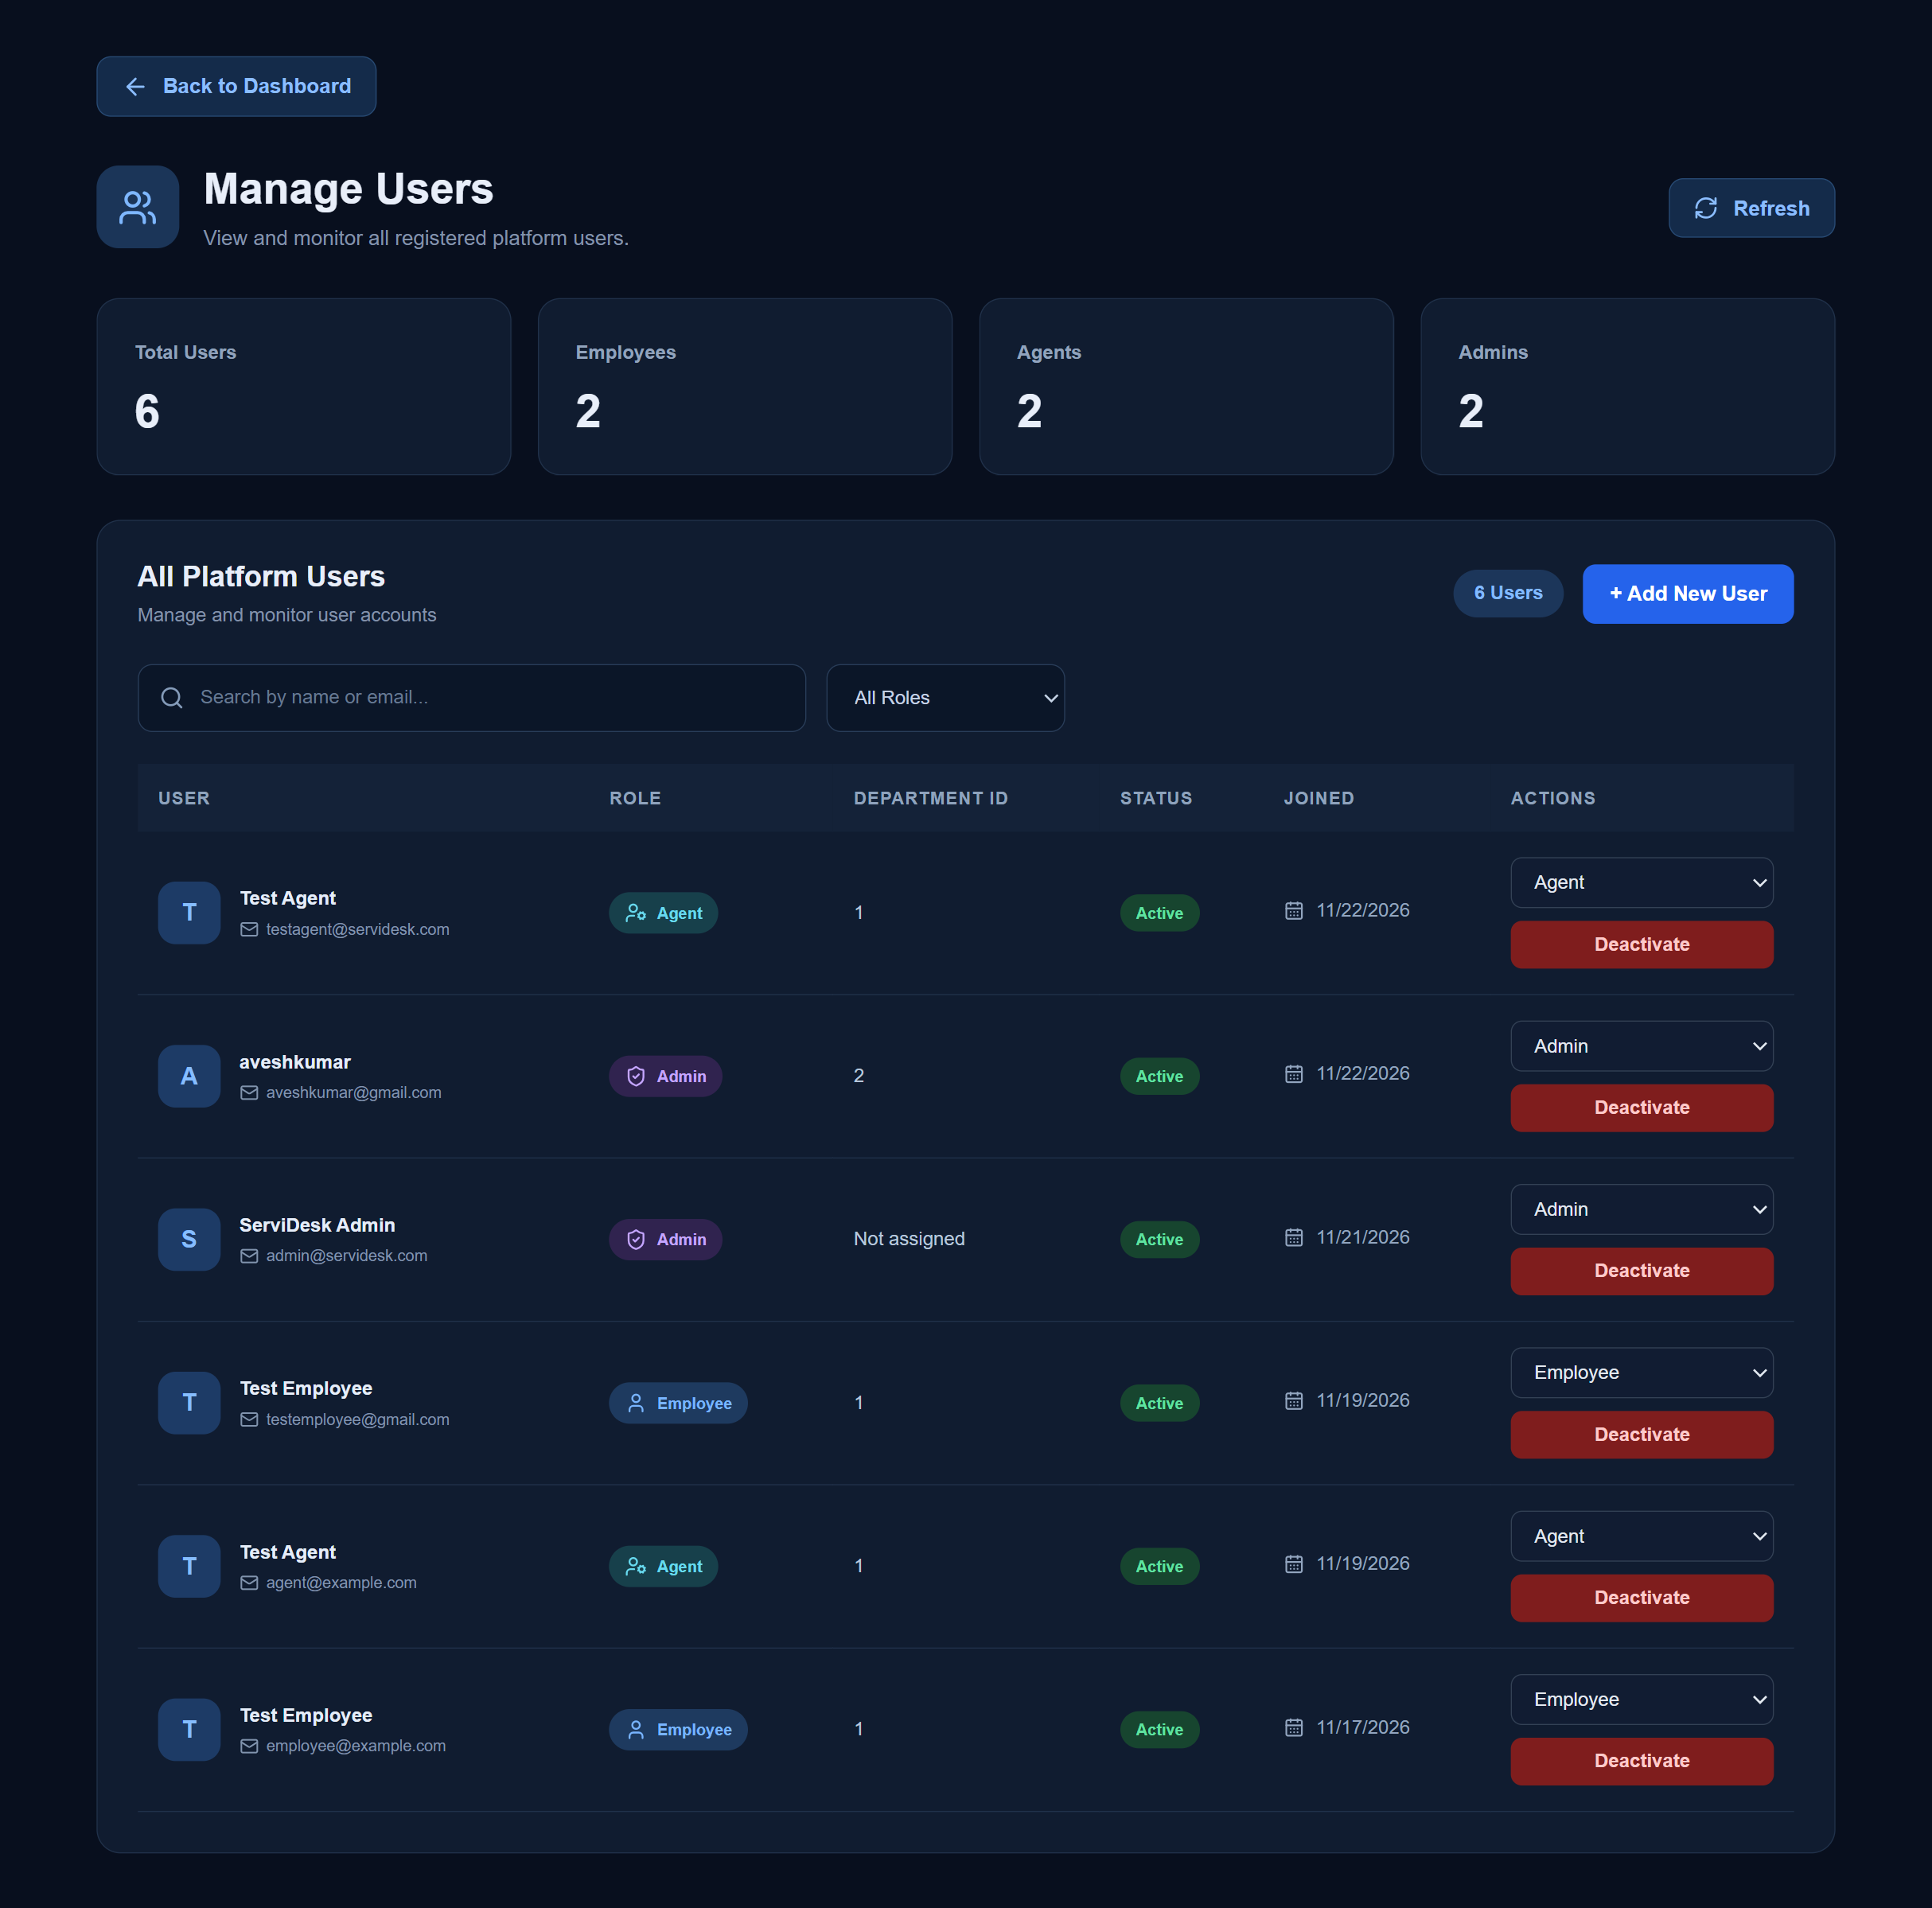 Back to Dashboard
Manage Users
View and monitor all registered platform users.
Refresh
Total Users
6
Employees
2
Agents
2
Admins
2
All Platform Users
Manage and monitor user accounts
6 Users
+ Add New User
Search by name or email...
All Roles
USER ROLE DEPARTMENT ID STATUS JOINED ACTIONS
T
Test Agent
testagent@servidesk.com
Agent
1
Active
11/22/2026
Agent
Deactivate
A
aveshkumar
aveshkumar@gmail.com
Admin
2
Active
11/22/2026
Admin
Deactivate
S
ServiDesk Admin
admin@servidesk.com
Admin
Not assigned
Active
11/21/2026
Admin
Deactivate
T
Test Employee
testemployee@gmail.com
Employee
1
Active
11/19/2026
Employee
Deactivate
T
Test Agent
agent@example.com
Agent
1
Active
11/19/2026
Agent
Deactivate
T
Test Employee
employee@example.com
Employee
1
Active
11/17/2026
Employee
Deactivate